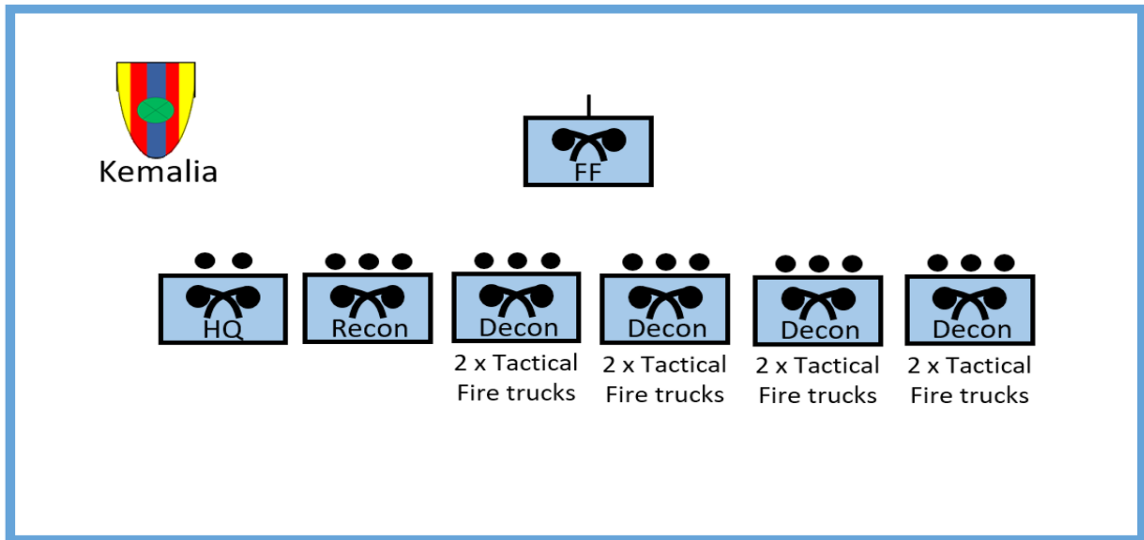 Kemalia
FF
HQ
Recon
Decon
Decon
Decon
Decon
2 x Tactical
Fire trucks
2 x Tactical
Fire trucks
2 x Tactical
Fire trucks
2 x Tactical
Fire trucks